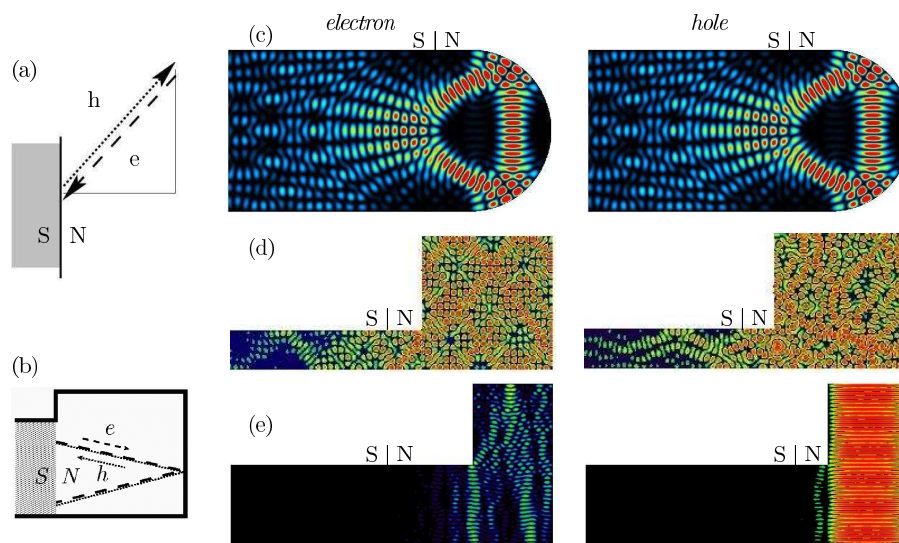 (a)
h
e
S N
(b)
e
S N h
electron hole
(c) S | N S | N
(d)
S | N S | N
(e)
S | N S | N